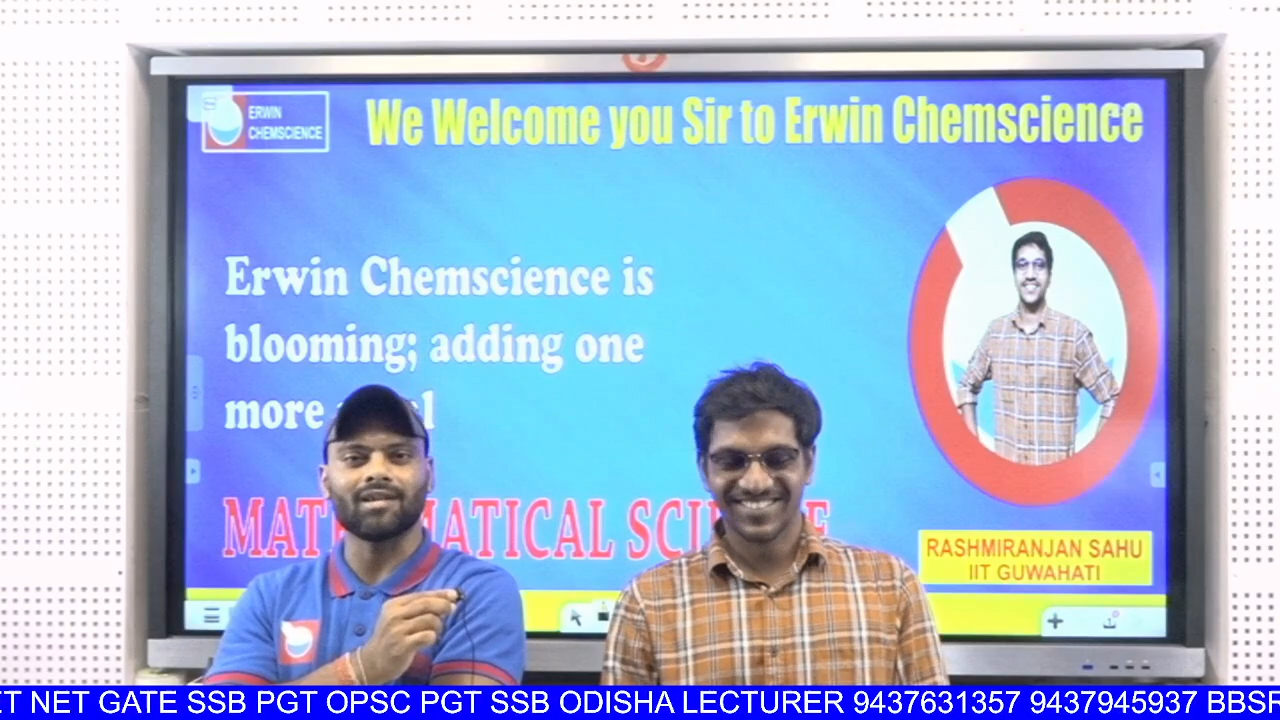 ERWIN
CHEMSCIENCE
We Welcome you Sir to Erwin Chemscience
Erwin Chemscience is
blooming; adding one
more
RASHMIRANJAN SAHU
IIT GUWAHATI
NET GATE SSB PGT OPSC PGT SSB ODISHA LECTURER 9437631357 9437945937